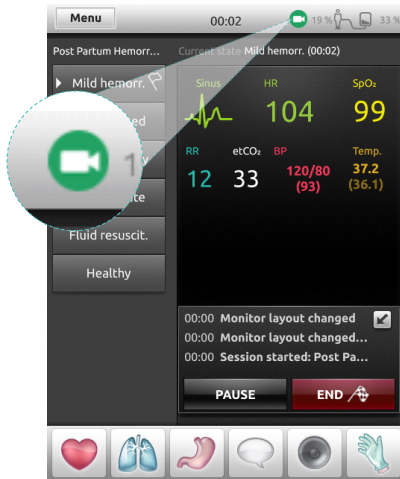 Menu
00:02
19 %
33 %
Post Partum Hemorr...
Current state Mild hemorr. (00:02)
Mild hemorr.
Sinus
HR
SpO₂
104
99
RR
etCO₂
BP
Temp.
12
33
120/80
(93)
37.2
(36.1)
1
Fluid resuscit.
Healthy
00:00 Monitor layout changed
00:00 Monitor layout changed...
00:00 Session started: Post Pa...
PAUSE
END